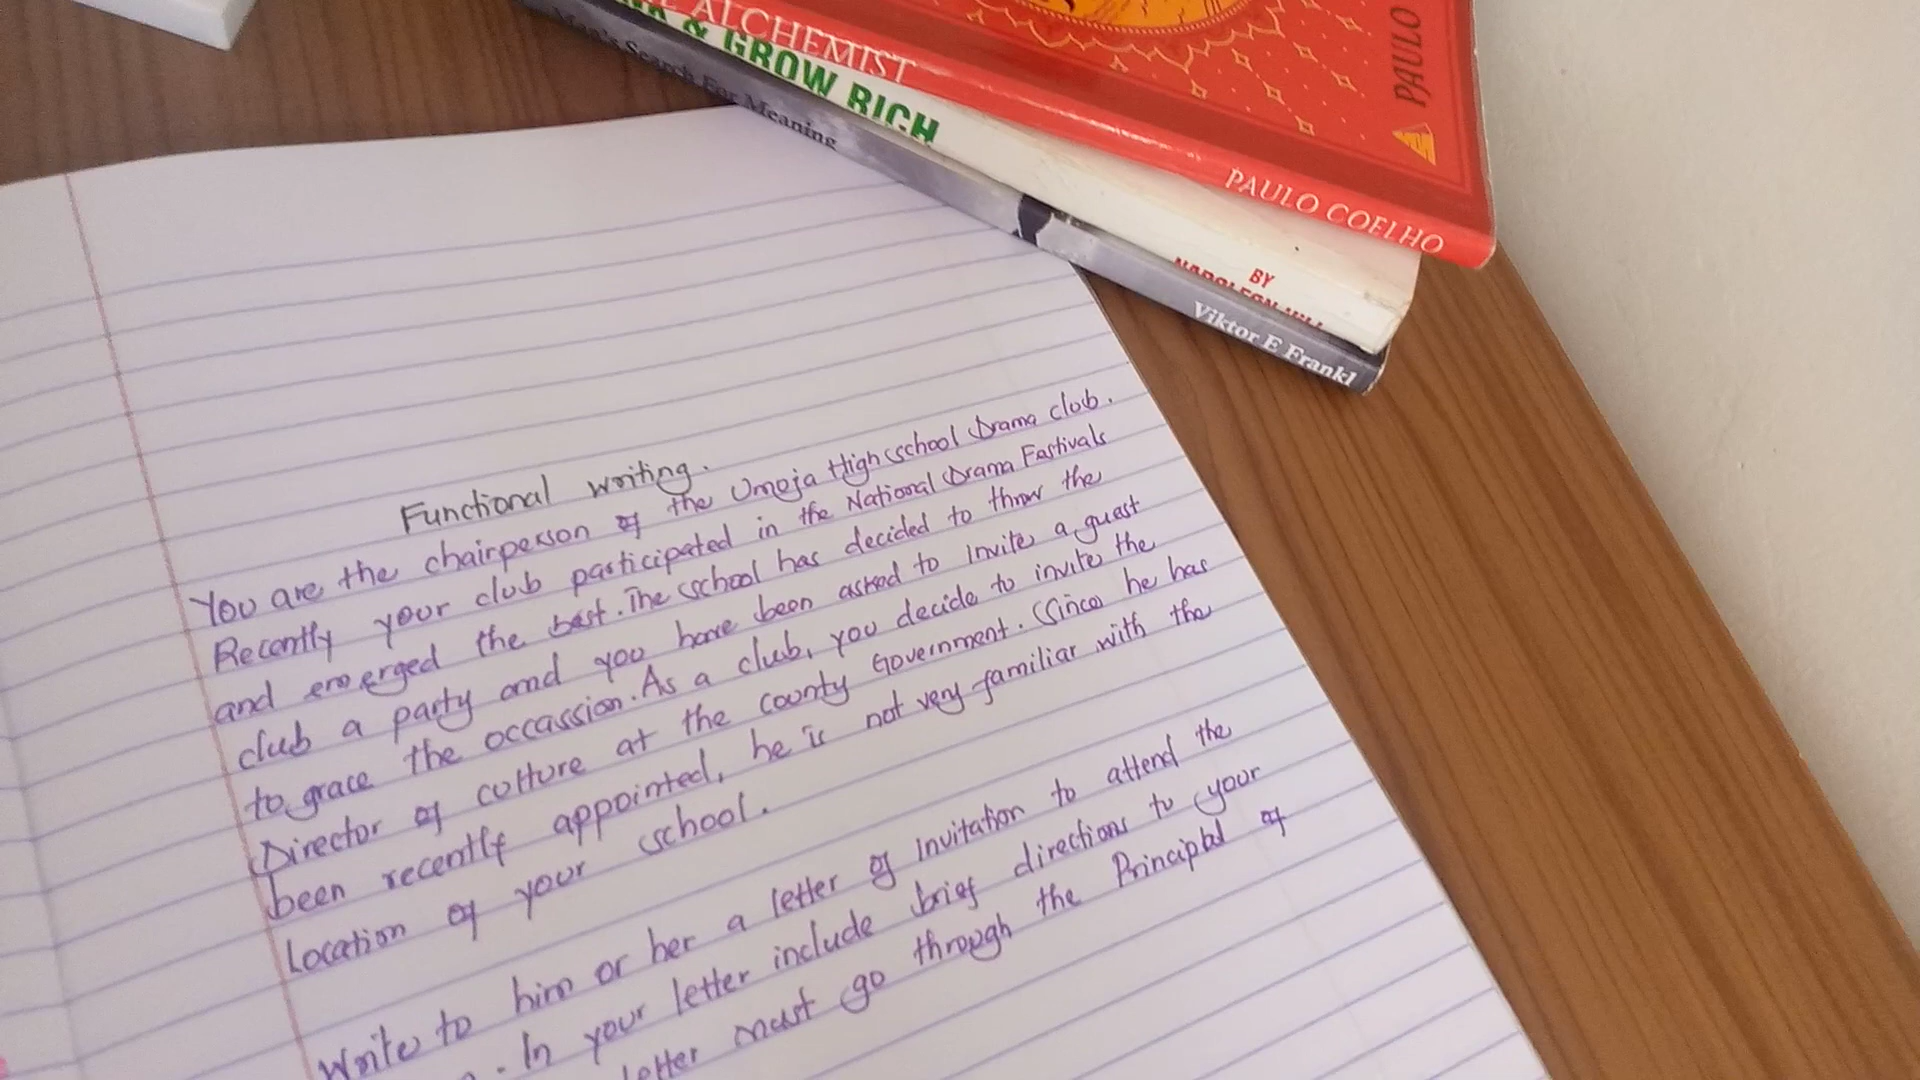 ALCHEMIST
PAULO COELHO
PAULO
& GROW RICH
BY
NAPOLEON HILL
Man's Search For Meaning
Viktor E Frankl
Functional writing.
You are the chairperson of the Umoja High school Drama club.
Recently your club participated in the National Drama Festivals
and emerged the best. The school has decided to throw the
club a party and you have been asked to invite a guest
to grace the occassion. As a club, you decide to invite the
Director of culture at the county Government. Since he has
been recently appointed, he is not very familiar with the
location of your school.
Write to him or her a letter of invitation to attend the
. In your letter include brief directions to your
letter must go through the Principal of